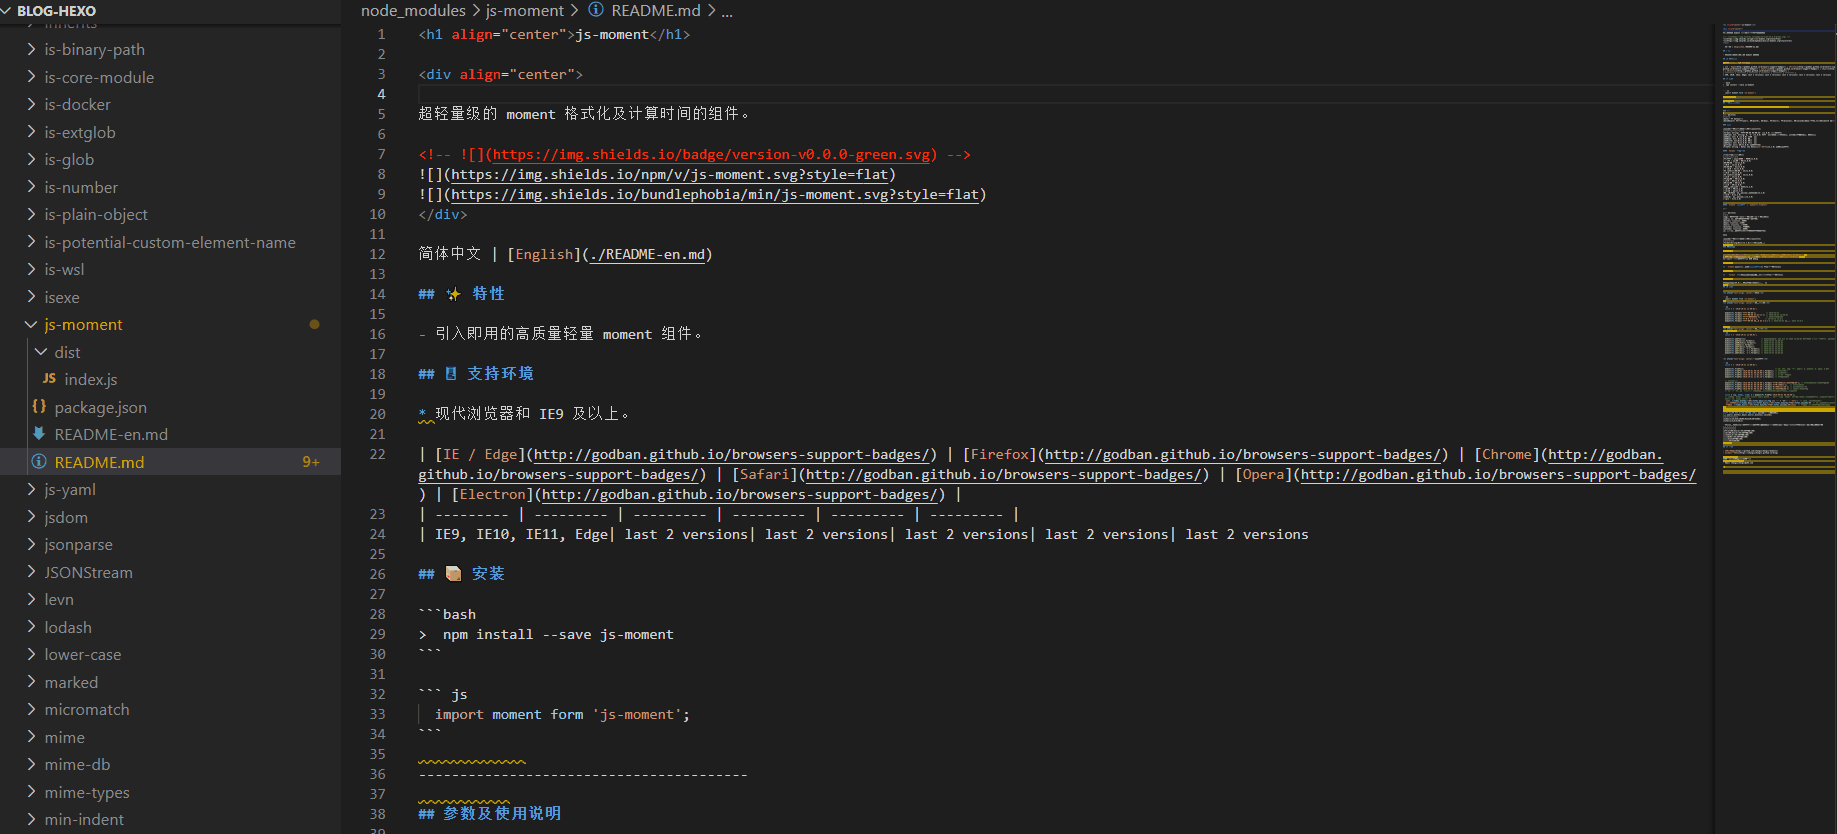 BLOG-HEXO
inherits
is-binary-path
is-core-module
is-docker
is-extglob
is-glob
is-number
is-plain-object
is-potential-custom-element-name
is-wsl
isexe
js-moment
dist
JS index.js
{} package.json
README-en.md
README.md 9+
js-yaml
jsdom
jsonparse
JSONStream
levn
lodash
lower-case
marked
micromatch
mime
mime-db
mime-types
min-indent
node_modules > js-moment > README.md > ...
1 <h1 align="center">js-moment</h1>
2
3 <div align="center">
4
5 超轻量级的 moment 格式化及计算时间的组件。
6
7 <!-- ![](https://img.shields.io/badge/version-v0.0.0-green.svg) -->
8 ![](https://img.shields.io/npm/v/js-moment.svg?style=flat)
9 ![](https://img.shields.io/bundlephobia/min/js-moment.svg?style=flat)
10 </div>
11
12 简体中文 | [English](./README-en.md)
13
14 ## ✨ 特性
15
16 - 引入即用的高质量轻量 moment 组件。
17
18 ## 🖥 支持环境
19
20 * 现代浏览器和 IE9 及以上。
21
22 | [IE / Edge](http://godban.github.io/browsers-support-badges/) | [Firefox](http://godban.github.io/browsers-support-badges/) | [Chrome](http://godban.
github.io/browsers-support-badges/) | [Safari](http://godban.github.io/browsers-support-badges/) | [Opera](http://godban.github.io/browsers-support-badges/
) | [Electron](http://godban.github.io/browsers-support-badges/) |
23 | --------- | --------- | --------- | --------- | --------- | --------- |
24 | IE9, IE10, IE11, Edge| last 2 versions| last 2 versions| last 2 versions| last 2 versions| last 2 versions
25
26 ## 📦 安装
27
28 ```bash
29 >  npm install --save js-moment
30 ```
31
32 ``` js
33   import moment form 'js-moment';
34 ```
35
36 ----------------------------------------
37
38 ## 参数及使用说明
39